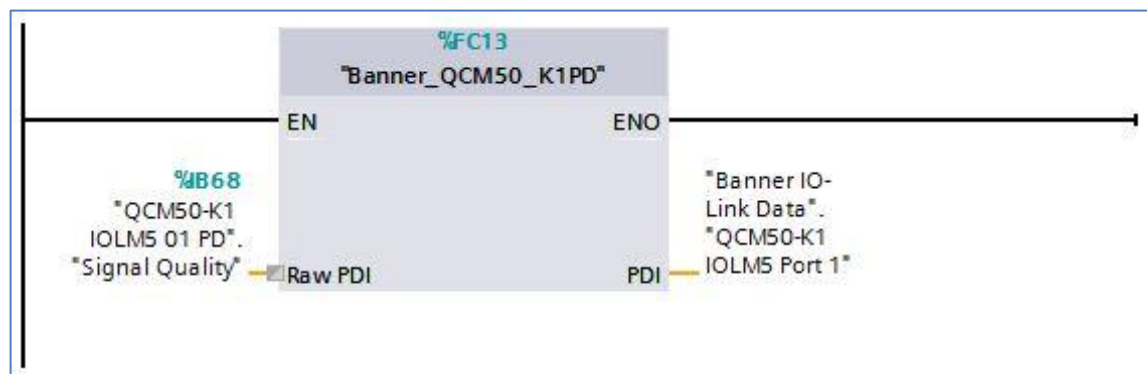 %FC13
"Banner_QCM50_K1PD"
EN
ENO
%IB68
"QCM50-K1
IOLM5 01 PD".
"Signal Quality"
Raw PDI
PDI
"Banner IO-
Link Data".
"QCM50-K1
IOLM5 Port 1"